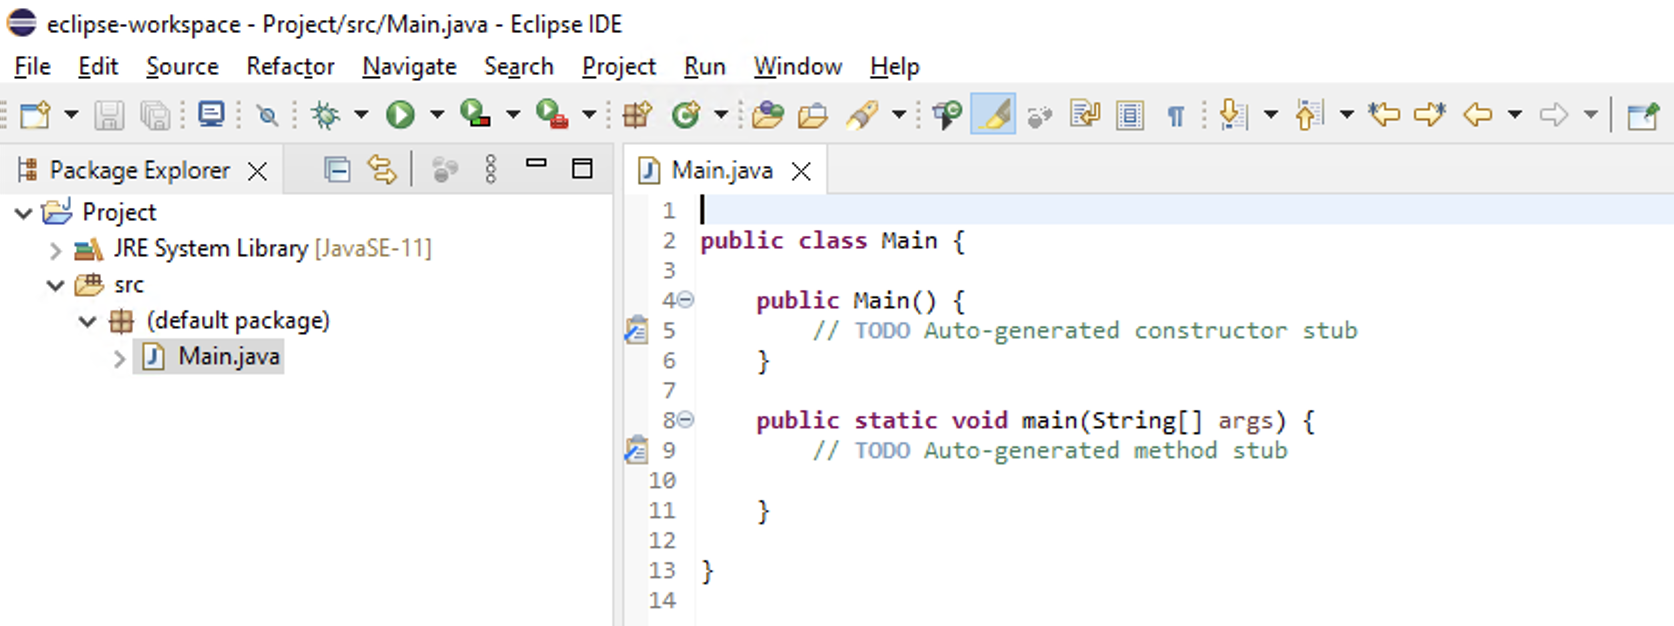 eclipse-workspace - Project/src/Main.java - Eclipse IDE
File Edit Source Refactor Navigate Search Project Run Window Help
Package Explorer
Project
JRE System Library [JavaSE-11]
src
(default package)
Main.java
Main.java
1
2 public class Main {
3
4 public Main() {
5 // TODO Auto-generated constructor stub
6 }
7
8 public static void main(String[] args) {
9 // TODO Auto-generated method stub
10
11 }
12
13 }
14